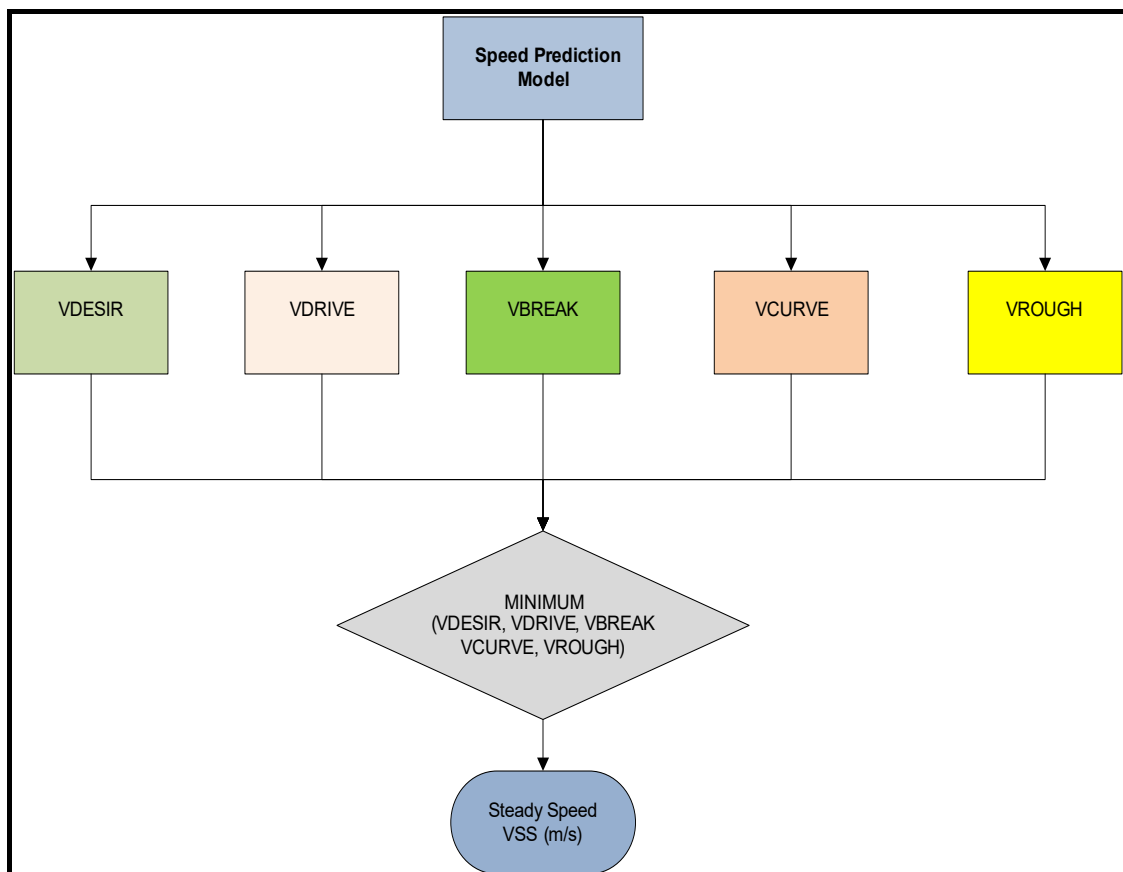 Speed Prediction
Model
VDESIR
VDRIVE
VBREAK
VCURVE
VROUGH
MINIMUM
(VDESIR, VDRIVE, VBREAK
VCURVE, VROUGH)
Steady Speed
VSS (m/s)